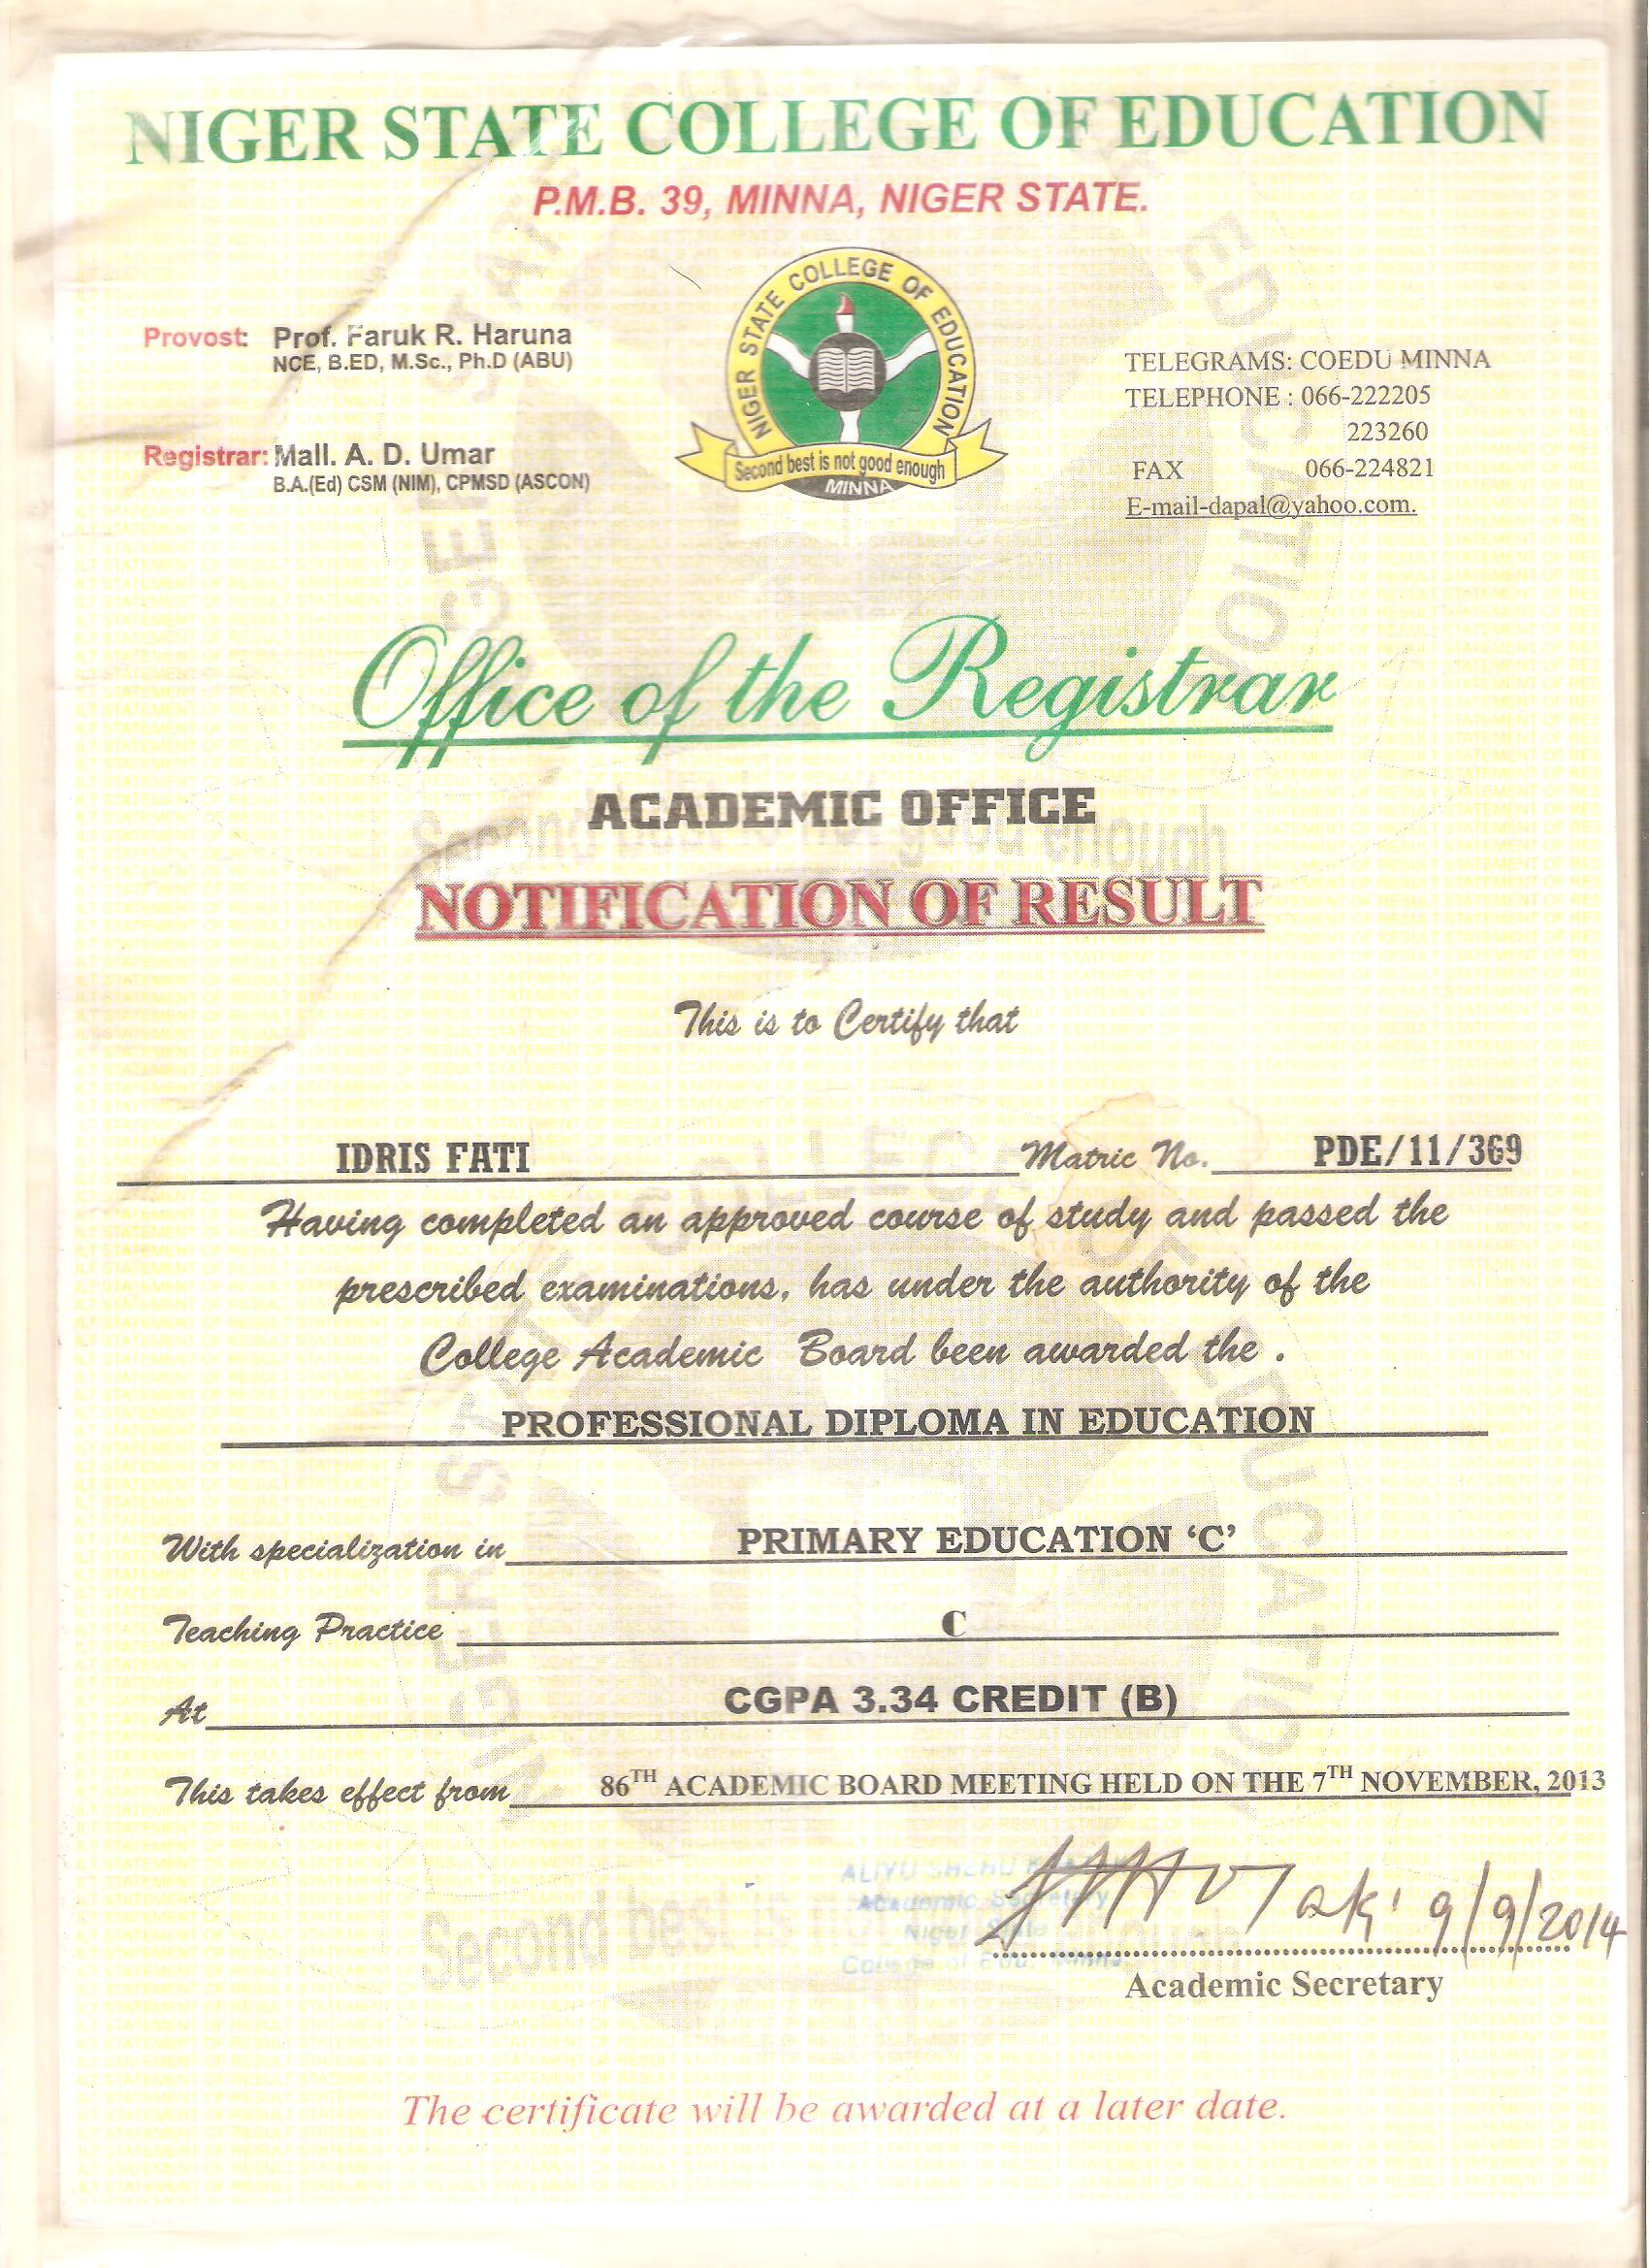 NIGER STATE COLLEGE OF EDUCATION
P.M.B. 39, MINNA, NIGER STATE.
Provost: Prof. Faruk R. Haruna
NCE, B.ED, M.Sc., Ph.D (ABU)
Registrar: Mall. A. D. Umar
B.A.(Ed) CSM (NIM), CPMSD (ASCON)
NIGER STATE COLLEGE OF EDUCATION
Second best is not good enough
MINNA
TELEGRAMS: COEDU MINNA
TELEPHONE : 066-222205
223260
FAX 066-224821
E-mail-dapal@yahoo.com.
Office of the Registrar
ACADEMIC OFFICE
NOTIFICATION OF RESULT
This is to Certify that
IDRIS FATI Matric No. PDE/11/369
Having completed an approved course of study and passed the
prescribed examinations, has under the authority of the
College Academic Board been awarded the .
PROFESSIONAL DIPLOMA IN EDUCATION
With specialization in PRIMARY EDUCATION ‘C’
Teaching Practice C
At CGPA 3.34 CREDIT (B)
This takes effect from 86TH ACADEMIC BOARD MEETING HELD ON THE 7TH NOVEMBER, 2013
ALIYU SHEHU
Academic Secretary
Niger State
College of Edu. Minna
9/9/2014
Academic Secretary
The certificate will be awarded at a later date.